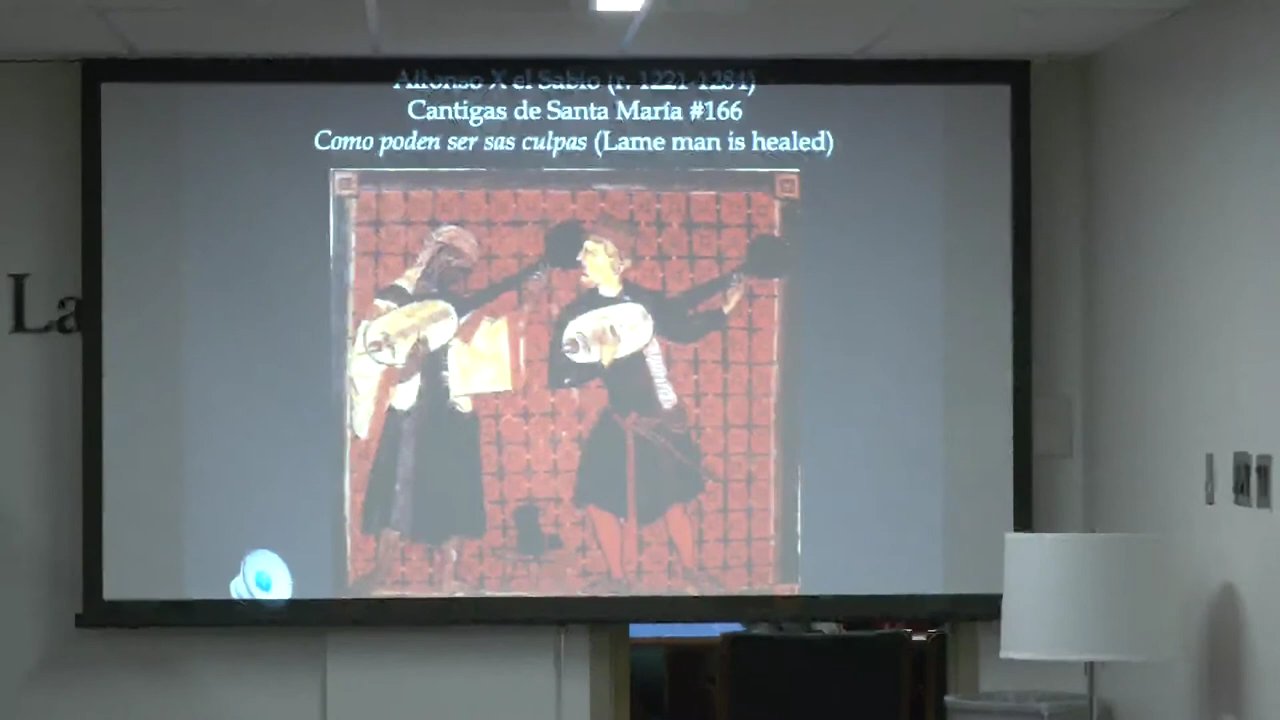 Alfonso X el Sabio (r. 1221-1284)
Cantigas de Santa María #166
Como poden ser sas culpas (Lame man is healed)
La